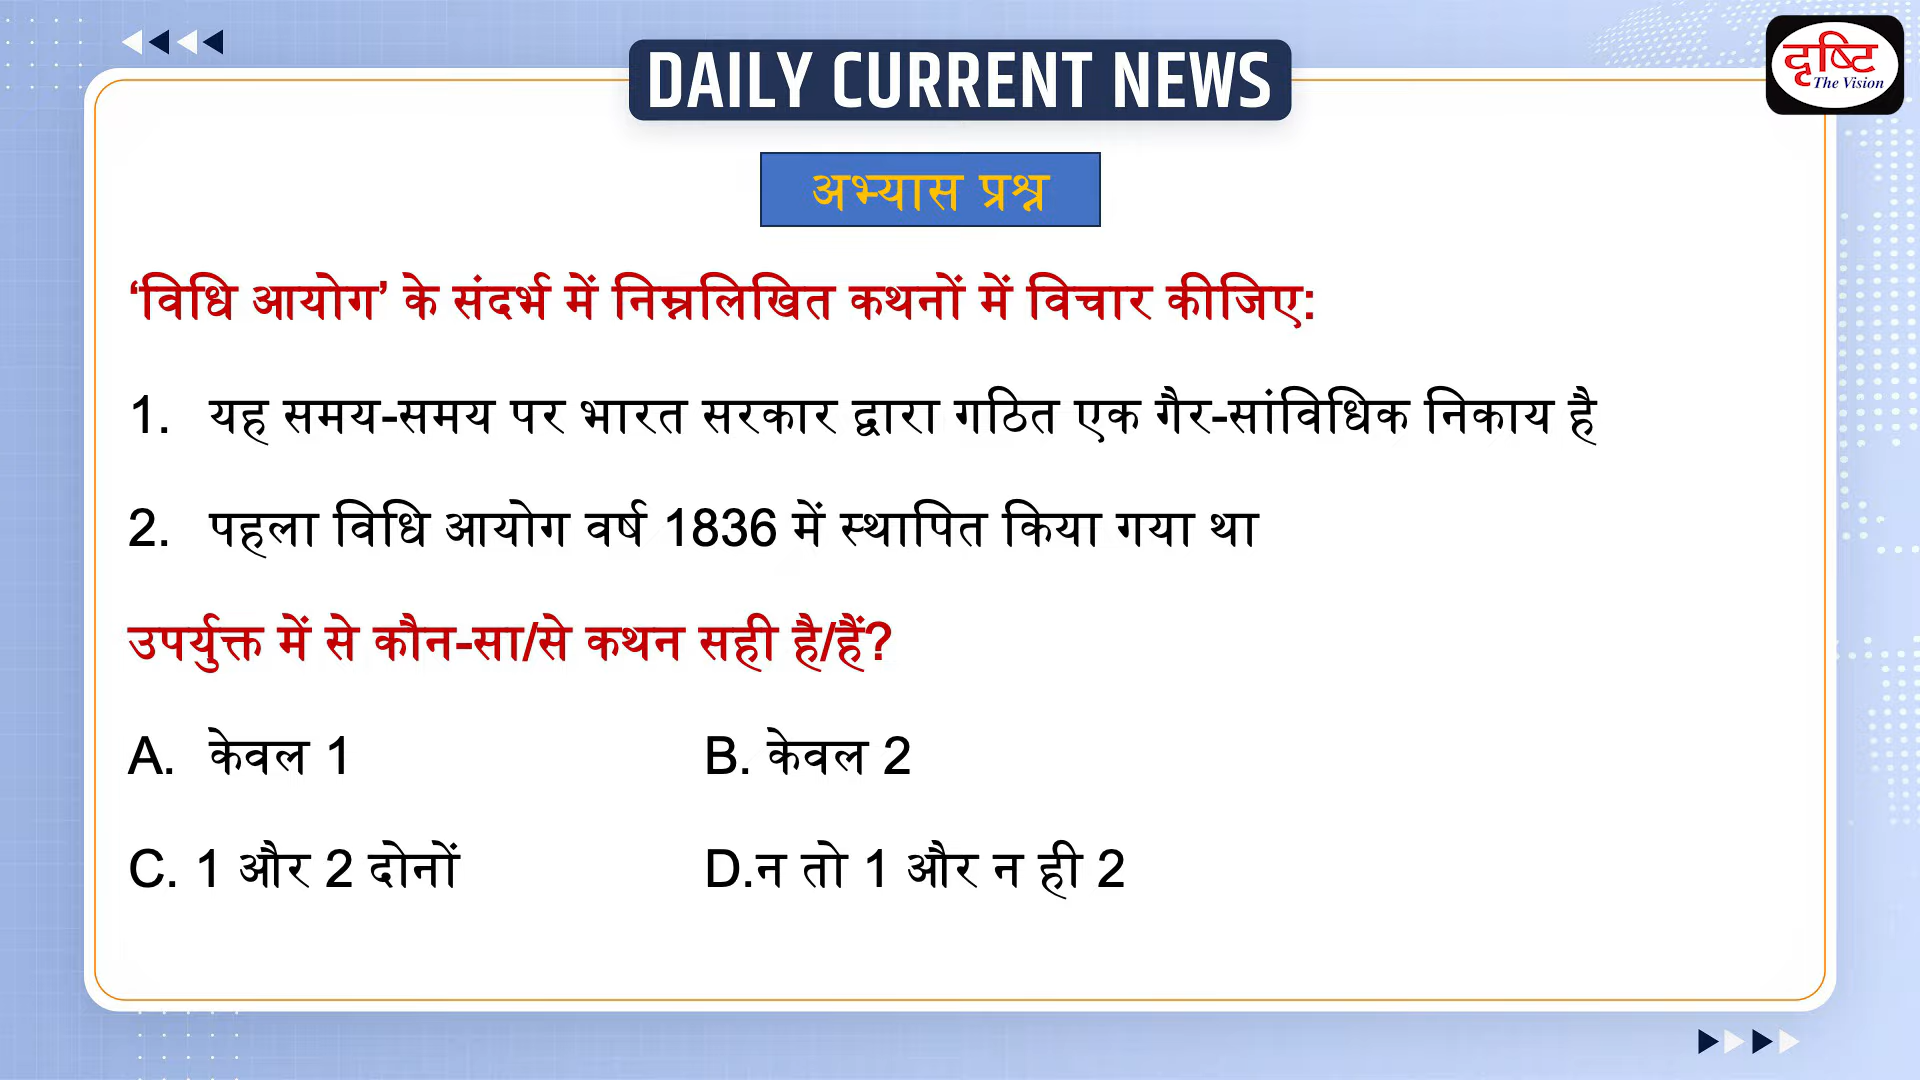 DAILY CURRENT NEWS
दृष्टि
The Vision
अभ्यास प्रश्न
‘विधि आयोग’ के संदर्भ में निम्नलिखित कथनों में विचार कीजिए:
1. यह समय-समय पर भारत सरकार द्वारा गठित एक गैर-सांविधिक निकाय है
2. पहला विधि आयोग वर्ष 1836 में स्थापित किया गया था
उपर्युक्त में से कौन-सा/से कथन सही है/हैं?
A. केवल 1 B. केवल 2
C. 1 और 2 दोनों D.न तो 1 और न ही 2